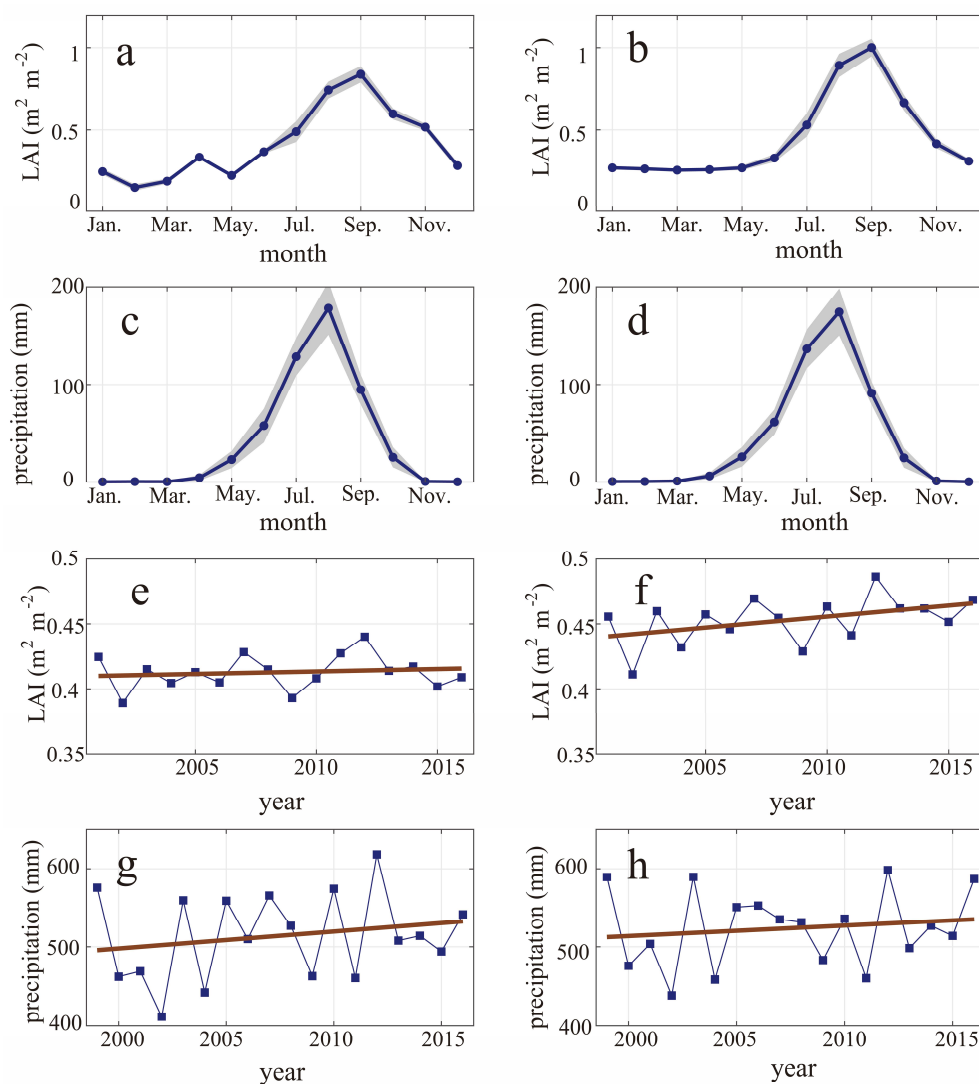 a
LAI (m² m⁻²)
1
0.5
0
Jan. Mar. May. Jul. Sep. Nov.
month
b
LAI (m² m⁻²)
1
0.5
0
Jan. Mar. May. Jul. Sep. Nov.
month
c
precipitation (mm)
200
100
0
Jan. Mar. May. Jul. Sep. Nov.
month
d
precipitation (mm)
200
100
0
Jan. Mar. May. Jul. Sep. Nov.
month
e
LAI (m² m⁻²)
0.5
0.45
0.4
0.35
2005 2010 2015
year
f
LAI (m² m⁻²)
0.5
0.45
0.4
0.35
2005 2010 2015
year
g
precipitation (mm)
600
500
400
2000 2005 2010 2015
year
h
precipitation (mm)
600
500
400
2000 2005 2010 2015
year